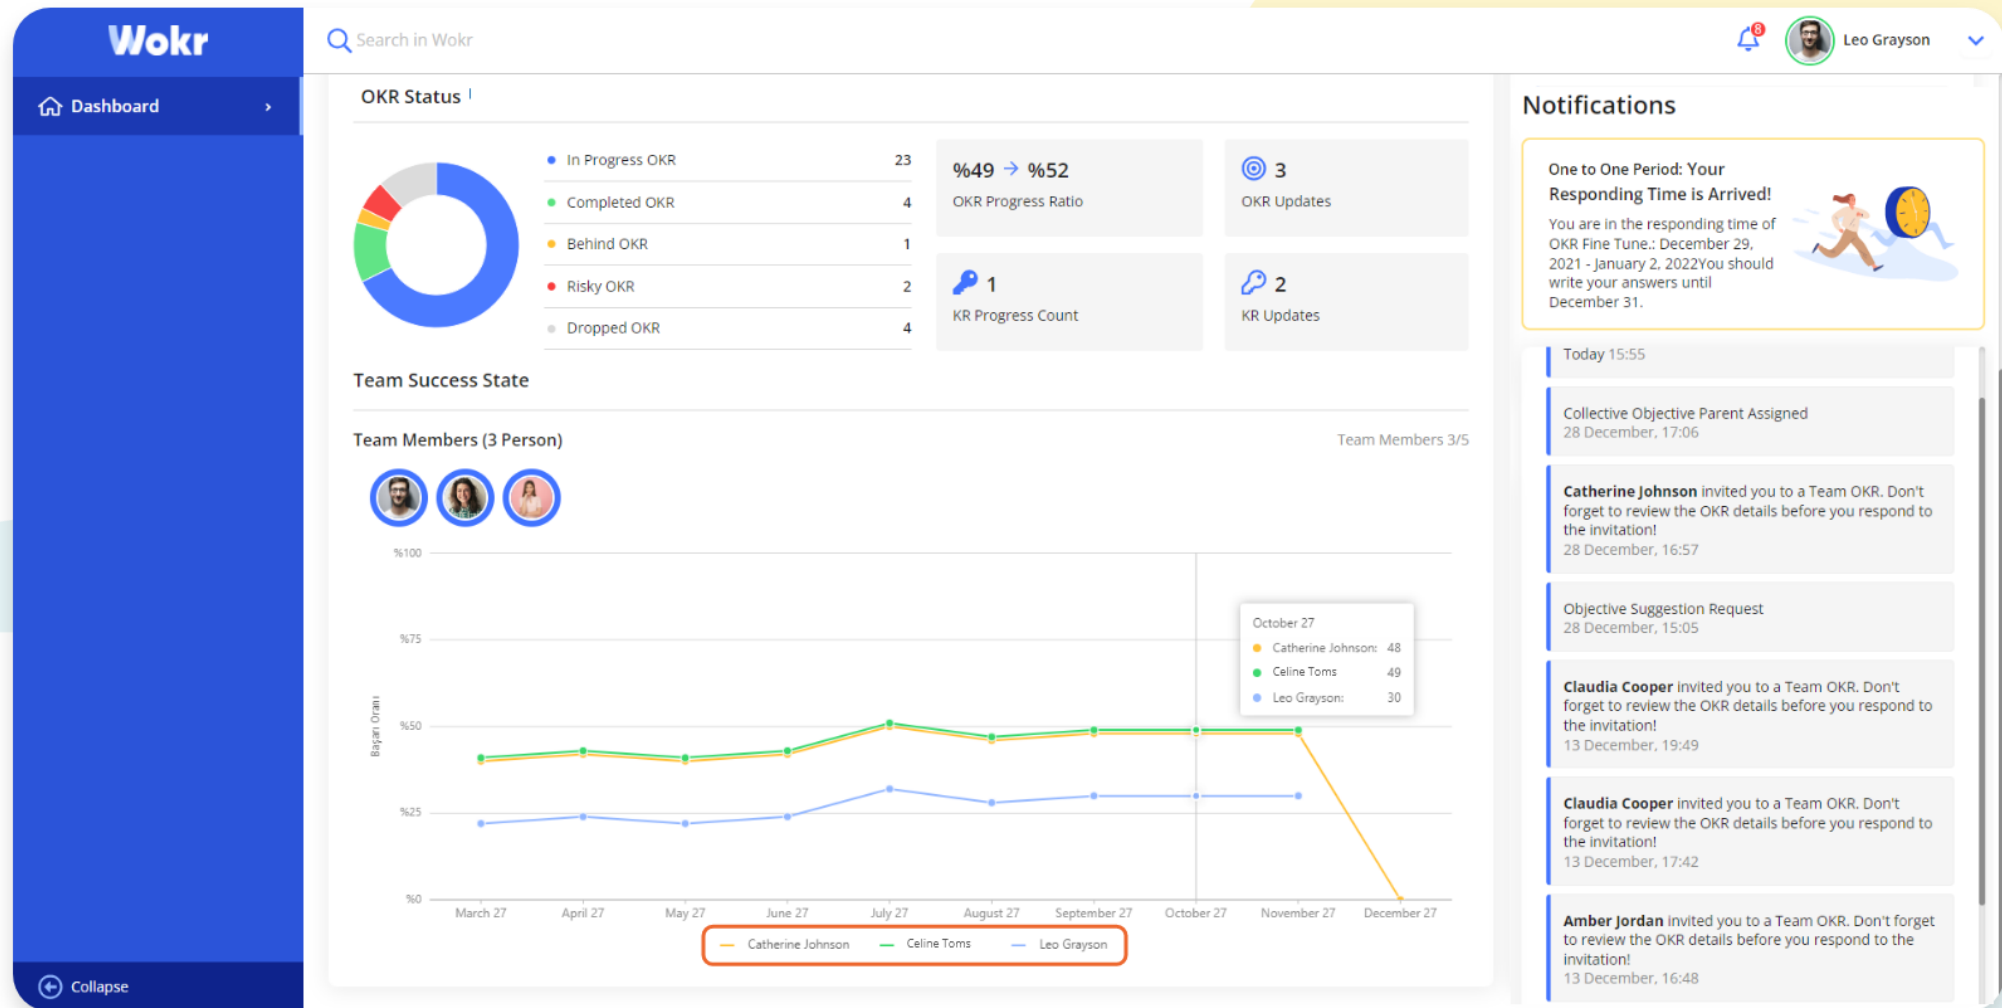 Wokr
Search in Wokr
8
Leo Grayson
Dashboard
OKR Status
In Progress OKR 23
Completed OKR 4
Behind OKR 1
Risky OKR 2
Dropped OKR 4
%49 → %52
OKR Progress Ratio
3
OKR Updates
1
KR Progress Count
2
KR Updates
Team Success State
Team Members (3 Person)
Team Members 3/5
%100
%75
%50
%25
%0
Başarı Oranı
October 27
Catherine Johnson: 48
Celine Toms 49
Leo Grayson: 30
March 27 April 27 May 27 June 27 July 27 August 27 September 27 October 27 November 27 December 27
Catherine Johnson Celine Toms Leo Grayson
Notifications
One to One Period: Your
Responding Time is Arrived!
You are in the responding time of
OKR Fine Tune.: December 29,
2021 - January 2, 2022You should
write your answers until
December 31.
Today 15:55
Collective Objective Parent Assigned
28 December, 17:06
Catherine Johnson invited you to a Team OKR. Don't
forget to review the OKR details before you respond to
the invitation!
28 December, 16:57
Objective Suggestion Request
28 December, 15:05
Claudia Cooper invited you to a Team OKR. Don't
forget to review the OKR details before you respond to
the invitation!
13 December, 19:49
Claudia Cooper invited you to a Team OKR. Don't
forget to review the OKR details before you respond to
the invitation!
13 December, 17:42
Amber Jordan invited you to a Team OKR. Don't forget
to review the OKR details before you respond to the
invitation!
13 December, 16:48
Collapse